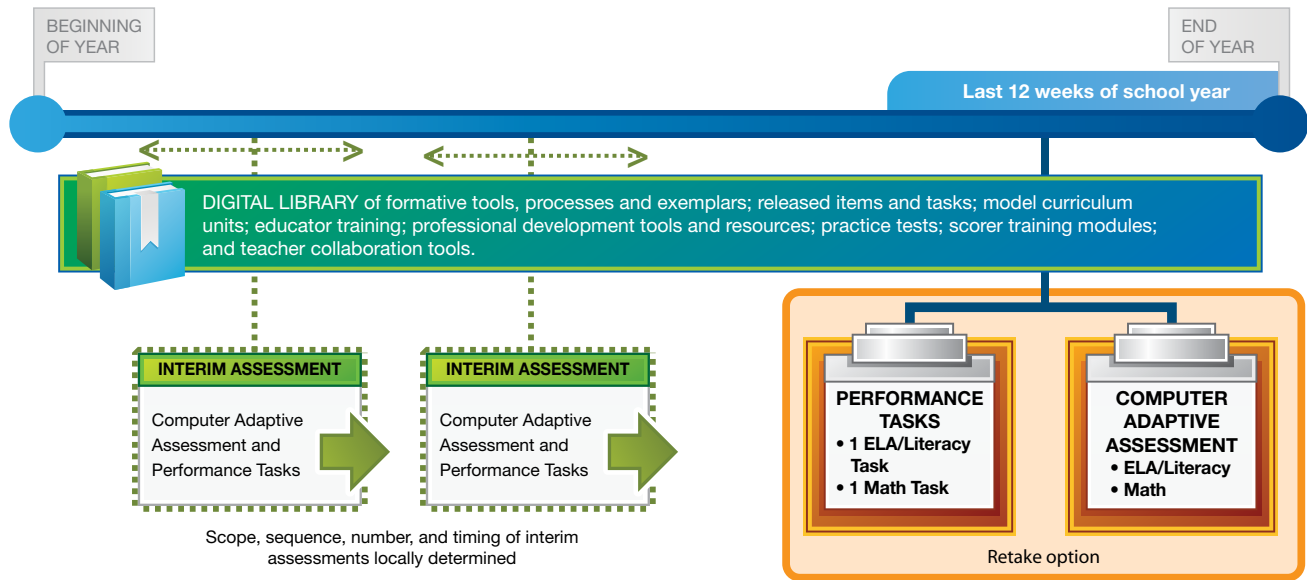 BEGINNING
OF YEAR
END
OF YEAR
Last 12 weeks of school year
DIGITAL LIBRARY of formative tools, processes and exemplars; released items and tasks; model curriculum
units; educator training; professional development tools and resources; practice tests; scorer training modules;
and teacher collaboration tools.
INTERIM ASSESSMENT
Computer Adaptive
Assessment and
Performance Tasks
INTERIM ASSESSMENT
Computer Adaptive
Assessment and
Performance Tasks
Scope, sequence, number, and timing of interim
assessments locally determined
PERFORMANCE
TASKS
• 1 ELA/Literacy
Task
• 1 Math Task
COMPUTER
ADAPTIVE
ASSESSMENT
• ELA/Literacy
• Math
Retake option